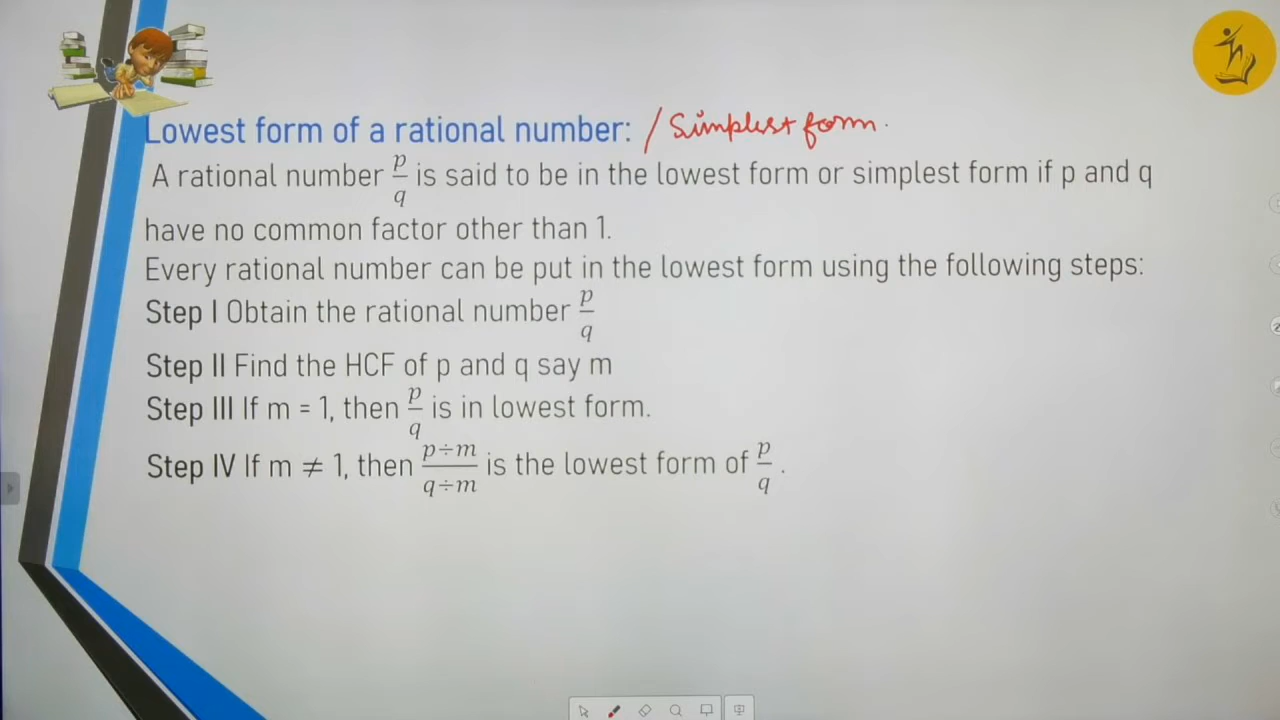 Lowest form of a rational number: / Simplest form.
A rational number p/q is said to be in the lowest form or simplest form if p and q
have no common factor other than 1.
Every rational number can be put in the lowest form using the following steps:
Step I Obtain the rational number p/q
Step II Find the HCF of p and q say m
Step III If m = 1, then p/q is in lowest form.
Step IV If m ≠ 1, then p÷m/q÷m is the lowest form of p/q .